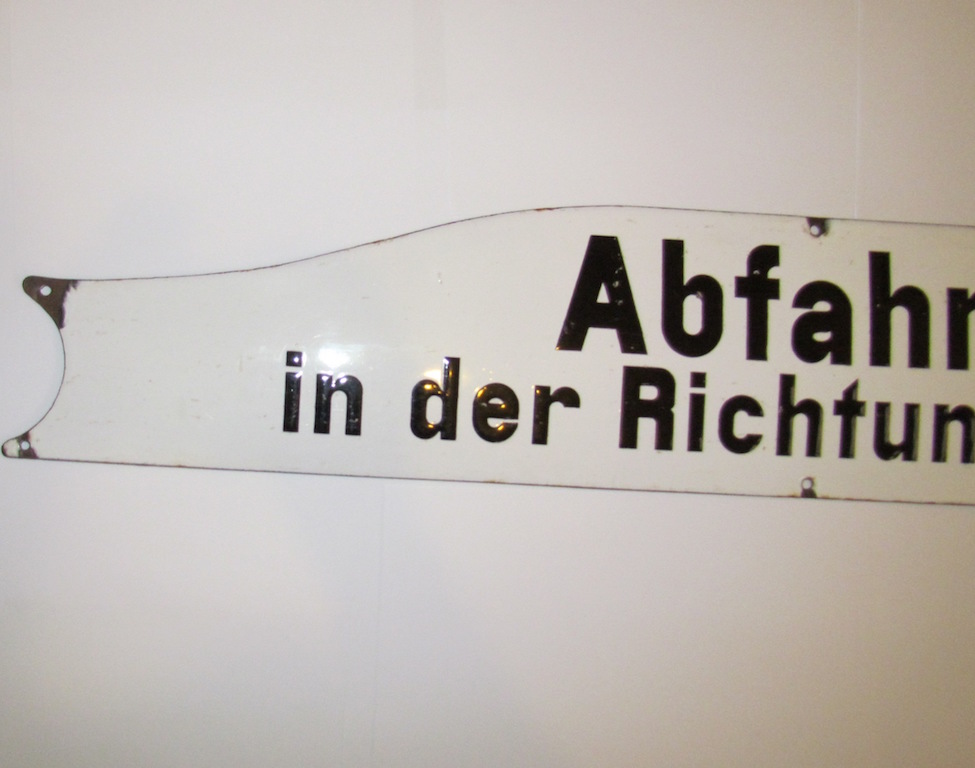 Abfahr
in der Richtun